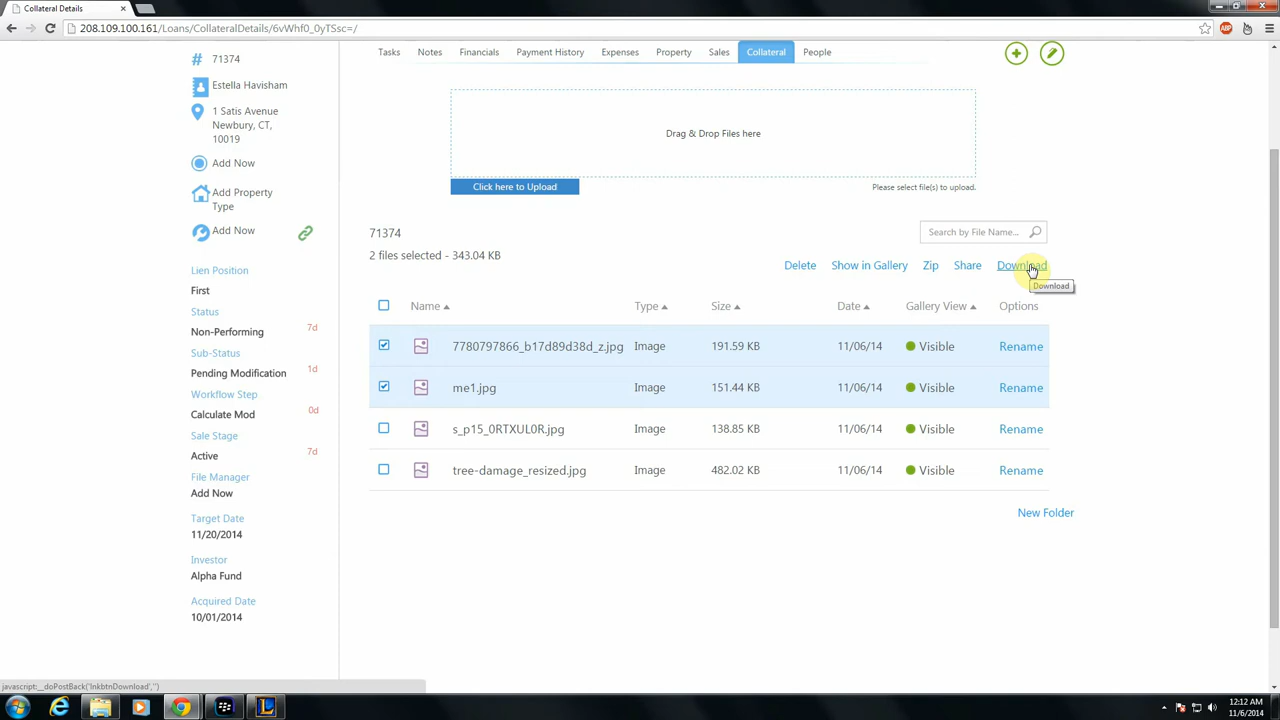 Collateral Details
208.109.100.161/Loans/CollateralDetails/6vWhf0_0yTSsc=/
ABP
Tasks Notes Financials Payment History Expenses Property Sales Collateral People
# 71374
Estella Havisham
1 Satis Avenue
Newbury, CT,
10019
Add Now
Add Property
Type
Add Now
Lien Position
First
Status
Non-Performing 7d
Sub-Status
Pending Modification 1d
Workflow Step
Calculate Mod 0d
Sale Stage
Active 7d
File Manager
Add Now
Target Date
11/20/2014
Investor
Alpha Fund
Acquired Date
10/01/2014
Drag & Drop Files here
Click here to Upload Please select file(s) to upload.
71374 Search by File Name...
2 files selected - 343.04 KB
Delete Show in Gallery Zip Share Download
Download
Name Type Size Date Gallery View Options
7780797866_b17d89d38d_z.jpg Image 191.59 KB 11/06/14 Visible Rename
me1.jpg Image 151.44 KB 11/06/14 Visible Rename
s_p15_0RTXUL0R.jpg Image 138.85 KB 11/06/14 Visible Rename
tree-damage_resized.jpg Image 482.02 KB 11/06/14 Visible Rename
New Folder
javascript:__doPostBack('lnkbtnDownload','')
12:12 AM
11/6/2014